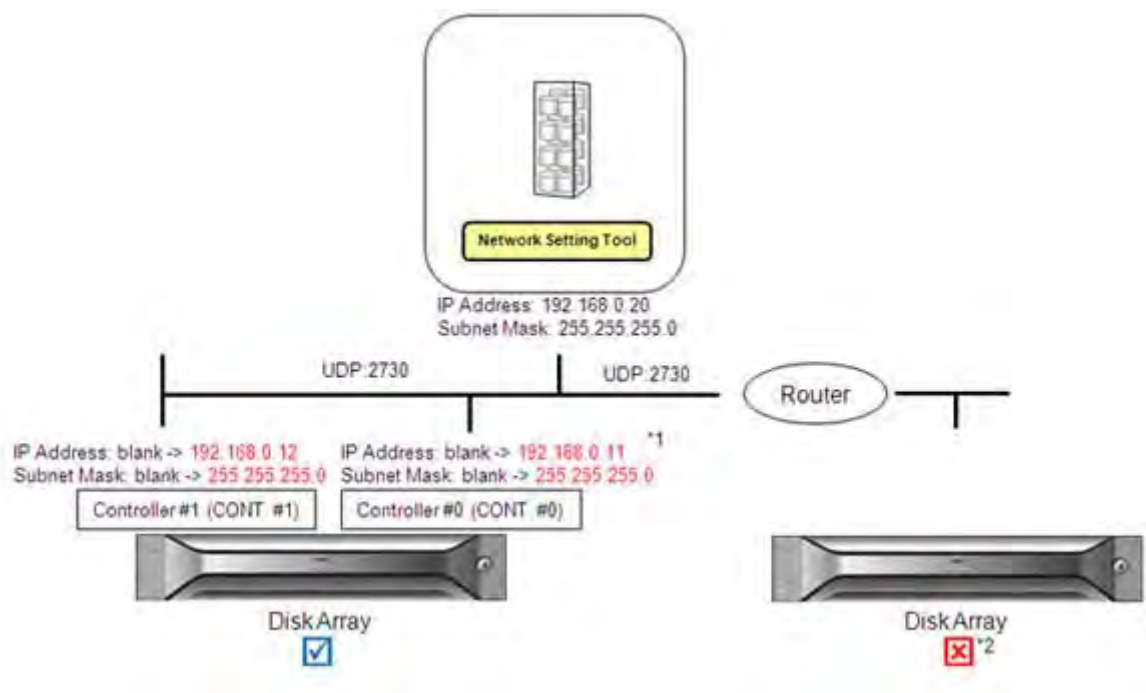 Network Setting Tool
IP Address: 192.168.0.20
Subnet Mask: 255.255.255.0
UDP:2730
UDP:2730
Router
*1
IP Address: blank -> 192.168.0.12
IP Address: blank -> 192.168.0.11
Subnet Mask: blank -> 255.255.255.0
Subnet Mask: blank -> 255.255.255.0
Controller #1 (CONT #1)
Controller #0 (CONT #0)
Disk Array
Disk Array
*2